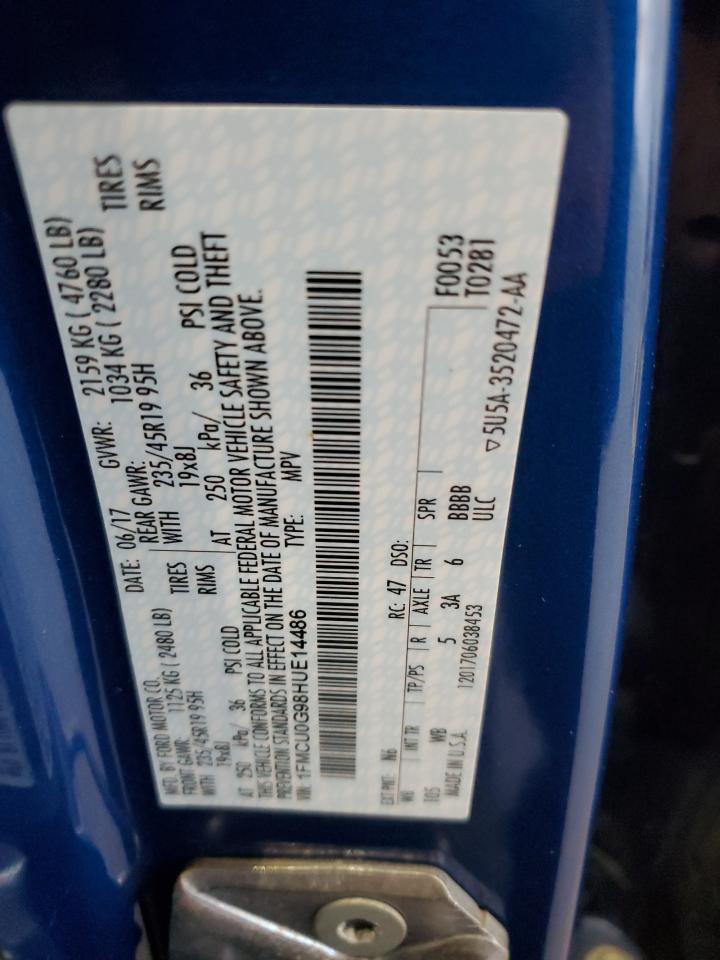 MFD. BY FORD MOTOR CO.
DATE: 06/17 GVWR: 2159 KG ( 4760 LB)
FRONT GAWR: 1125 KG ( 2480 LB) REAR GAWR: 1034 KG ( 2280 LB)
WITH 235/45R19 95H TIRES WITH 235/45R19 95H TIRES
19x8J RIMS 19x8J RIMS
AT 250 kPa/ 36 PSI COLD AT 250 kPa/ 36 PSI COLD
THIS VEHICLE CONFORMS TO ALL APPLICABLE FEDERAL MOTOR VEHICLE SAFETY AND THEFT
PREVENTION STANDARDS IN EFFECT ON THE DATE OF MANUFACTURE SHOWN ABOVE.
VIN: 1FMCU0G98HUE14486 TYPE: MPV
EXT PNT: N6 RC: 47 DSO: F0053
T0281
WB INT TR TP/PS R AXLE TR SPR
105 WB 5 3A 6 BBBB
MADE IN U.S.A. 1201706038453 ULC
▽5U5A-3520472-AA